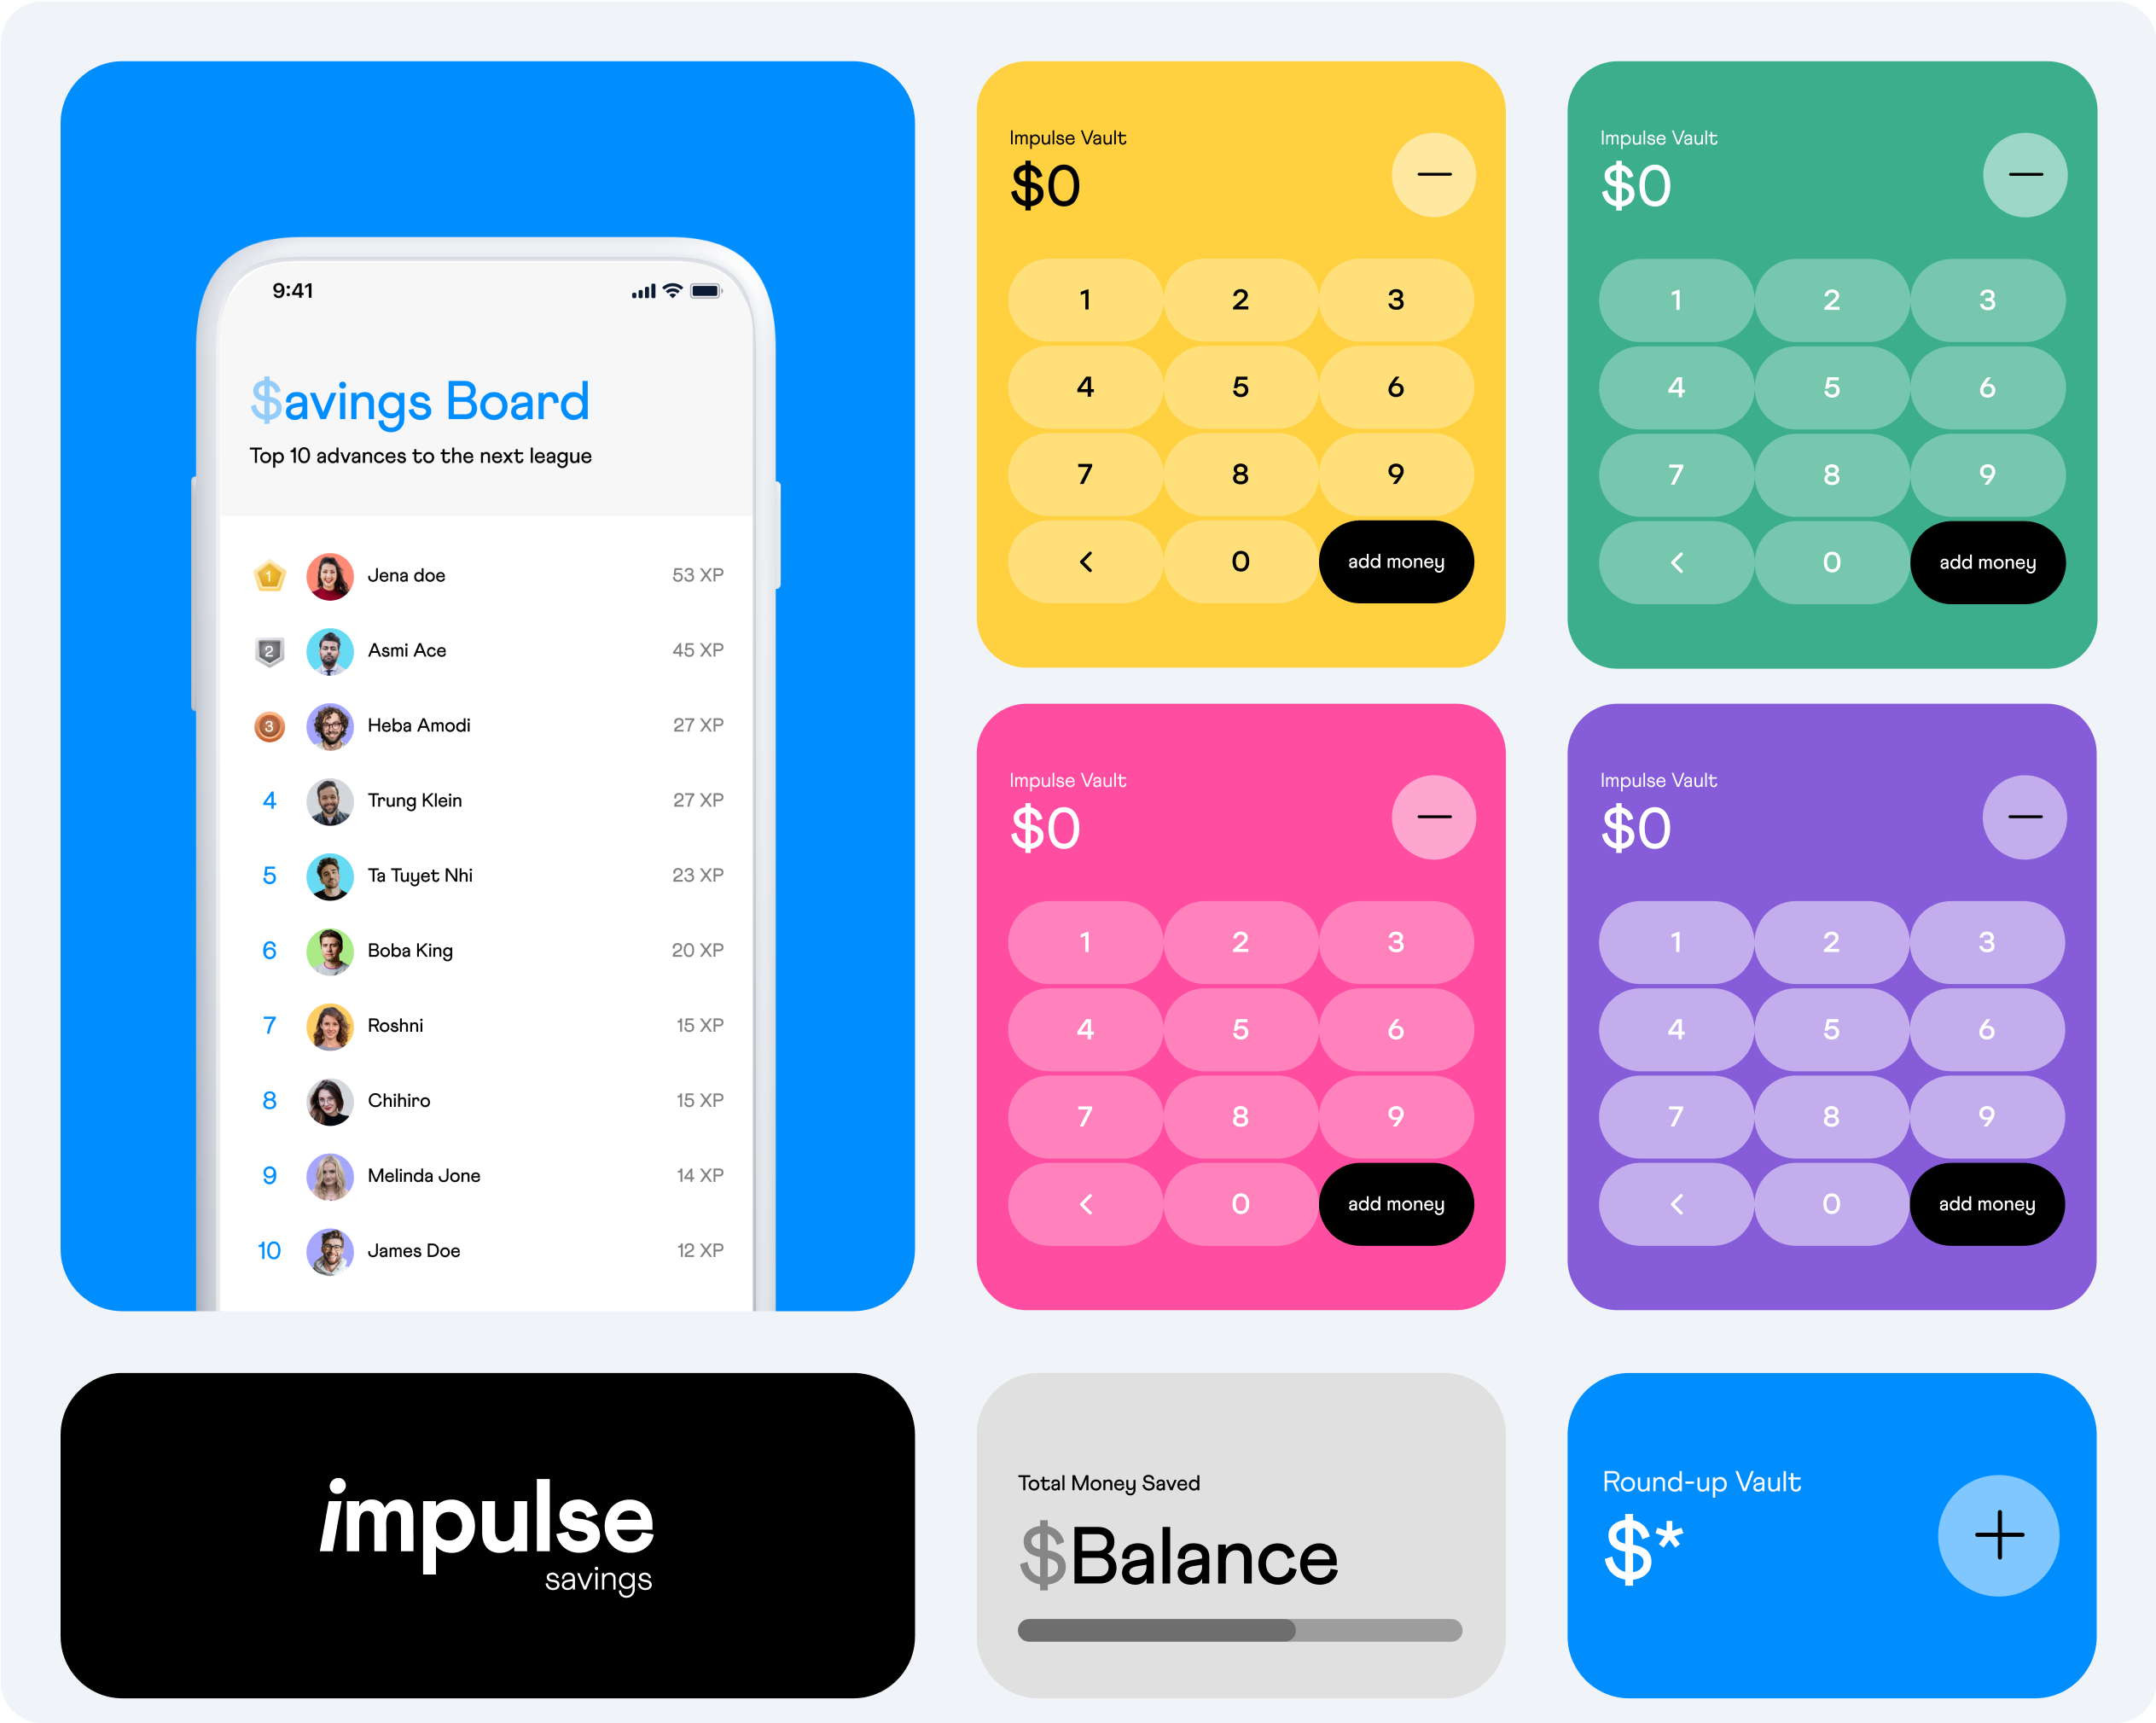 9:41
$avings Board
Top 10 advances to the next league
1 Jena doe 53 XP
2 Asmi Ace 45 XP
3 Heba Amodi 27 XP
4 Trung Klein 27 XP
5 Ta Tuyet Nhi 23 XP
6 Boba King 20 XP
7 Roshni 15 XP
8 Chihiro 15 XP
9 Melinda Jone 14 XP
10 James Doe 12 XP
Impulse Vault
$0
1 2 3
4 5 6
7 8 9
0 add money
Impulse Vault
$0
1 2 3
4 5 6
7 8 9
0 add money
Impulse Vault
$0
1 2 3
4 5 6
7 8 9
0 add money
Impulse Vault
$0
1 2 3
4 5 6
7 8 9
0 add money
impulse
savings
Total Money Saved
$Balance
Round-up Vault
$*